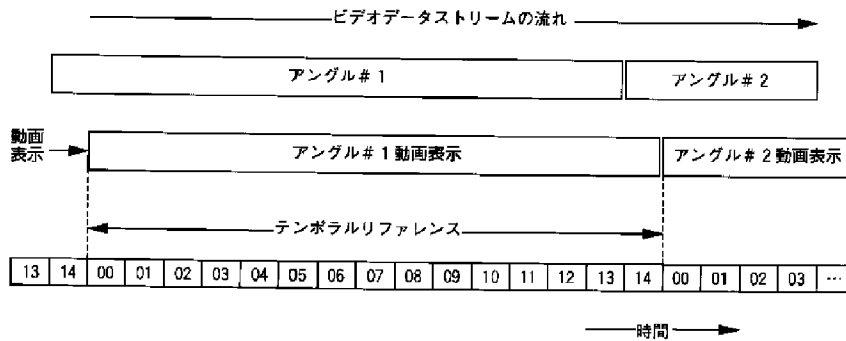 ビデオデータストリームの流れ
アングル＃1 アングル＃2
動画
表示
アングル＃1動画表示 アングル＃2動画表示
テンポラルリファレンス
13 14 00 01 02 03 04 05 06 07 08 09 10 11 12 13 14 00 01 02 03 …
時間